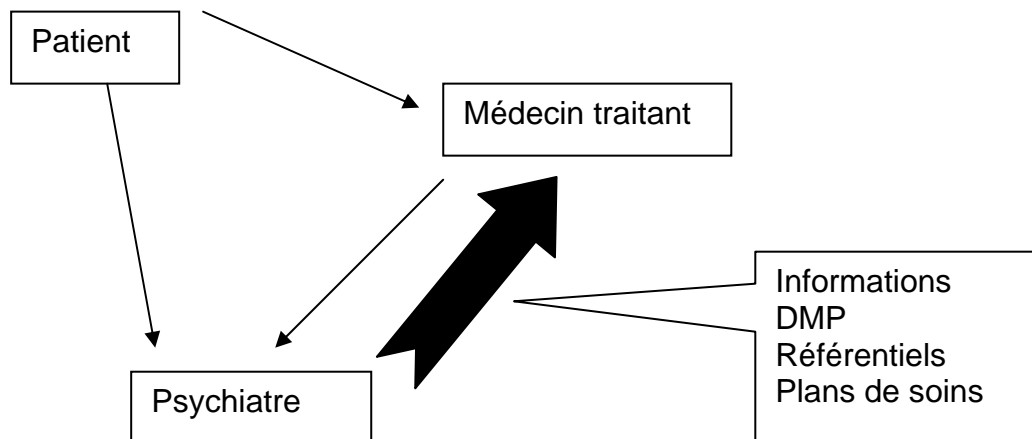 Patient
Médecin traitant
Informations
DMP
Référentiels
Plans de soins
Psychiatre